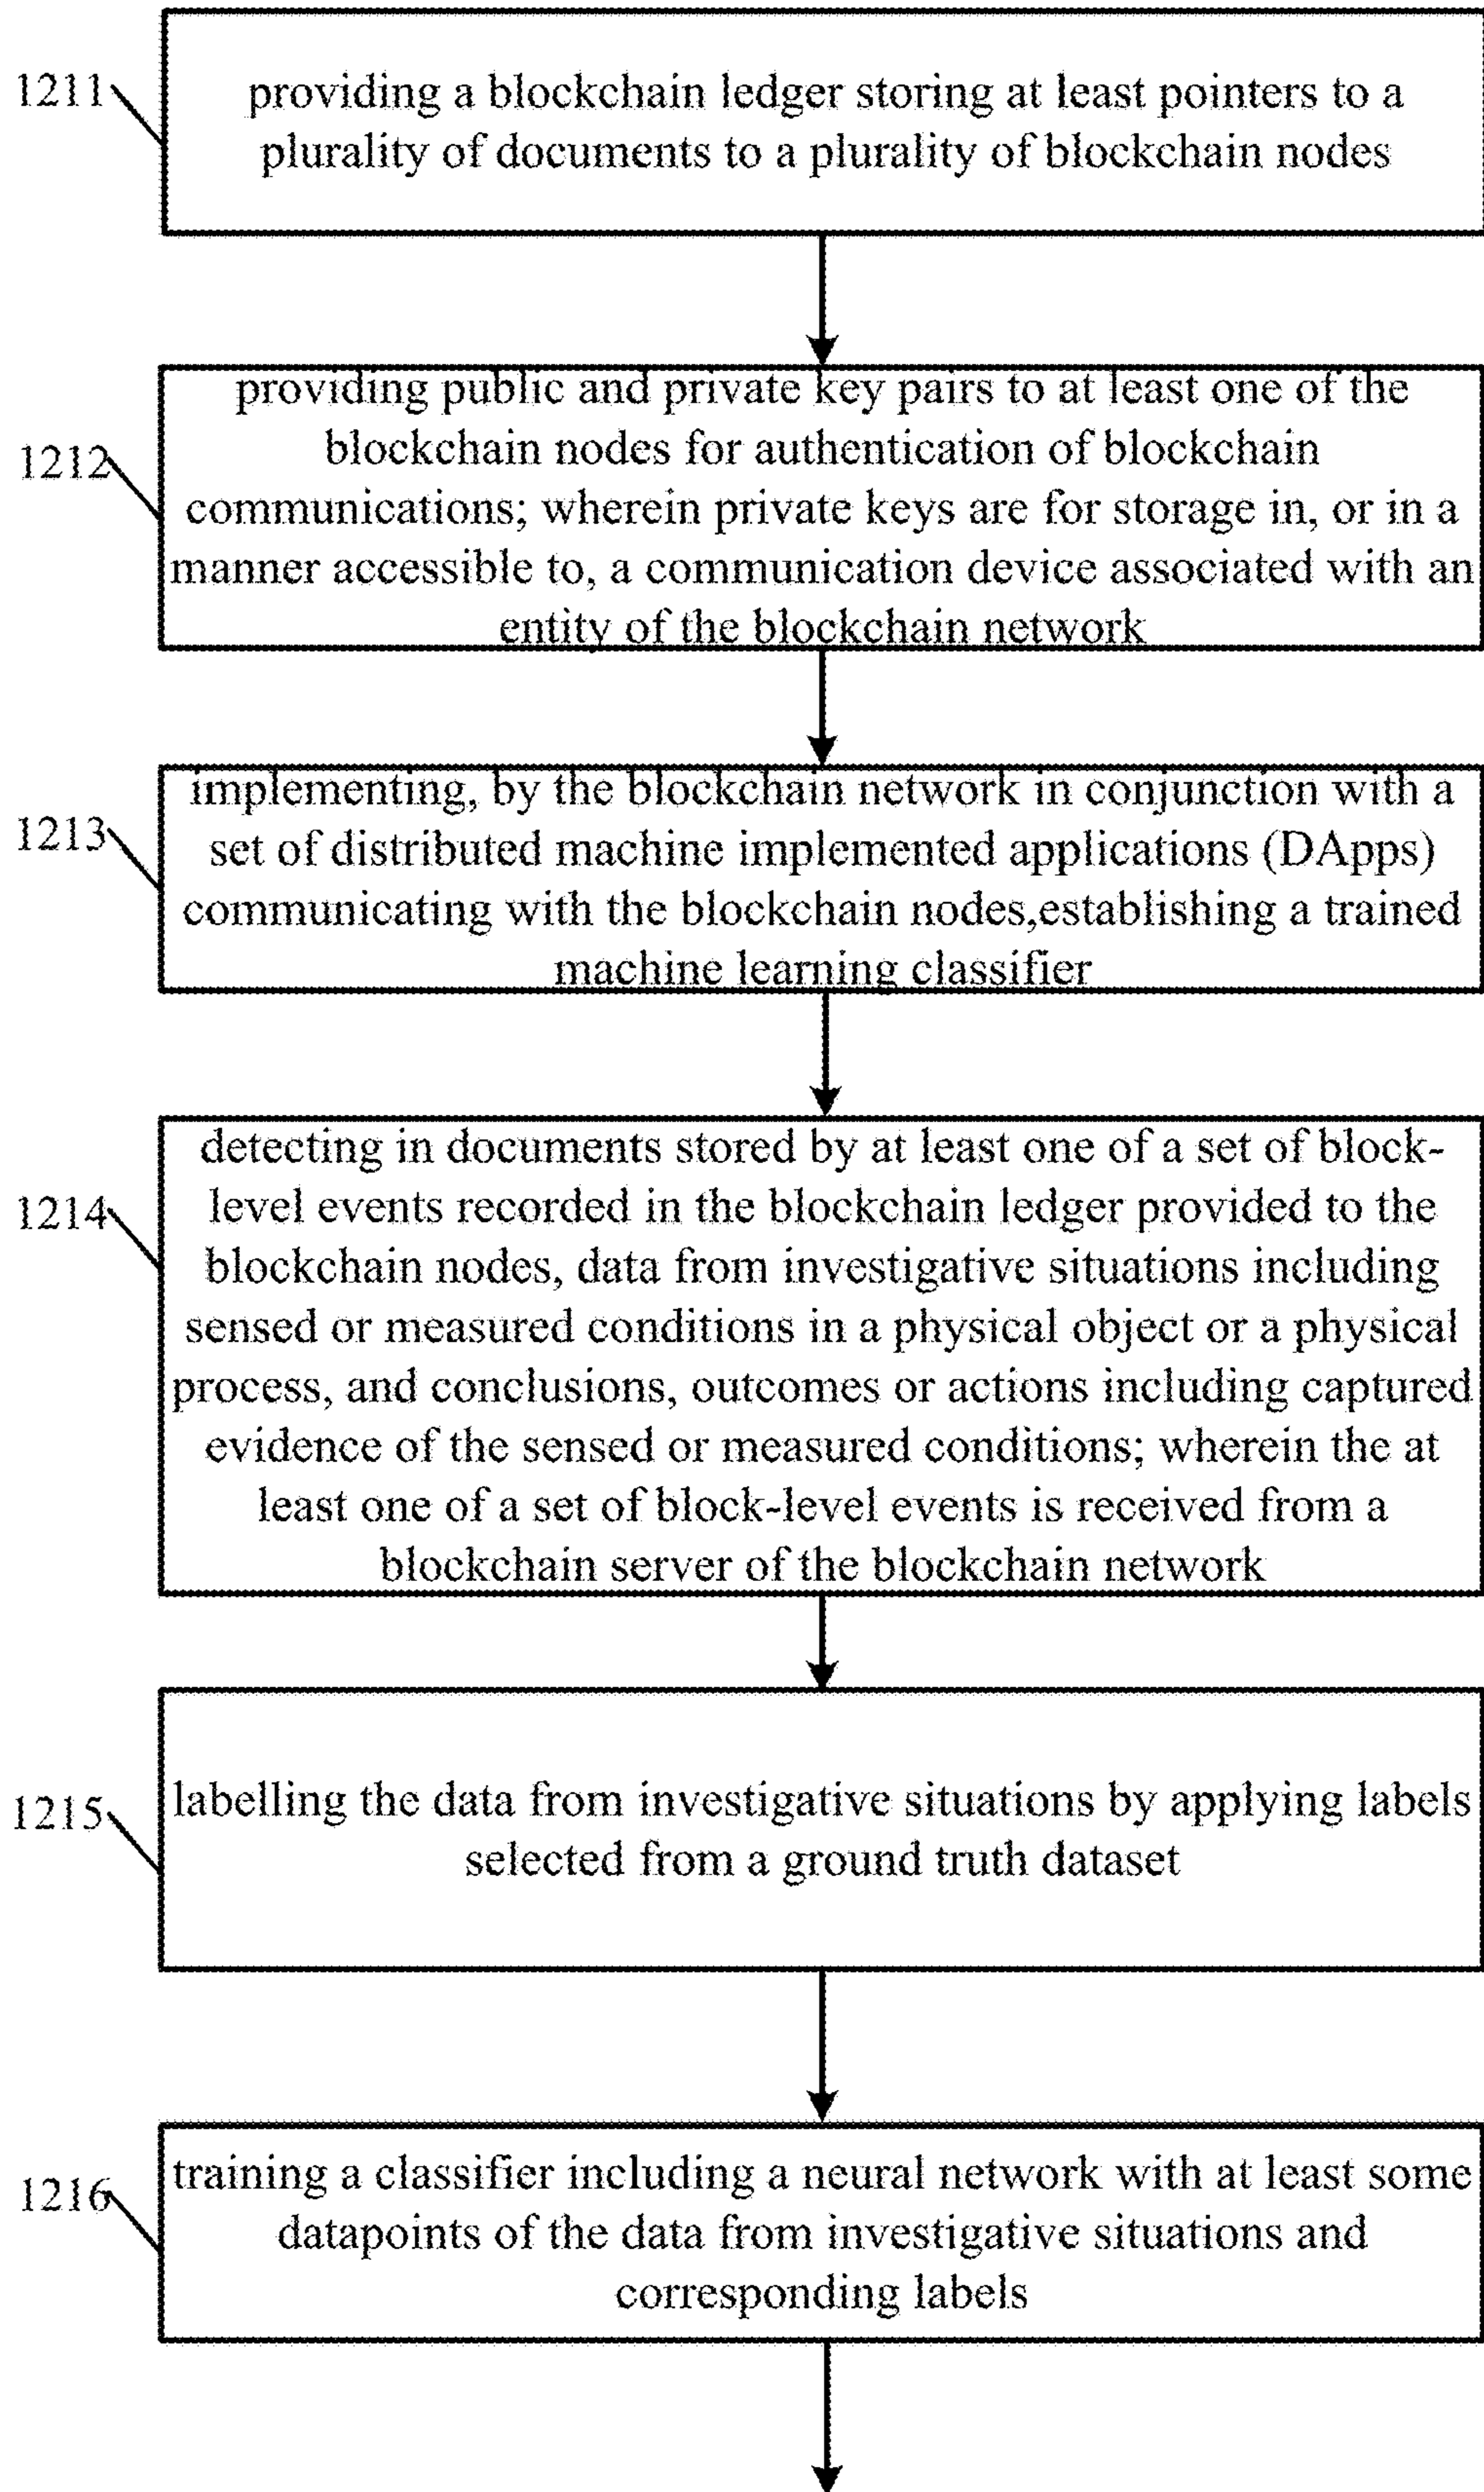 1211
providing a blockchain ledger storing at least pointers to a
plurality of documents to a plurality of blockchain nodes
1212
providing public and private key pairs to at least one of the
blockchain nodes for authentication of blockchain
communications; wherein private keys are for storage in, or in a
manner accessible to, a communication device associated with an
entity of the blockchain network
1213
implementing, by the blockchain network in conjunction with a
set of distributed machine implemented applications (DApps)
communicating with the blockchain nodes,establishing a trained
machine learning classifier
1214
detecting in documents stored by at least one of a set of block-
level events recorded in the blockchain ledger provided to the
blockchain nodes, data from investigative situations including
sensed or measured conditions in a physical object or a physical
process, and conclusions, outcomes or actions including captured
evidence of the sensed or measured conditions; wherein the at
least one of a set of block-level events is received from a
blockchain server of the blockchain network
1215
labelling the data from investigative situations by applying labels
selected from a ground truth dataset
1216
training a classifier including a neural network with at least some
datapoints of the data from investigative situations and
corresponding labels